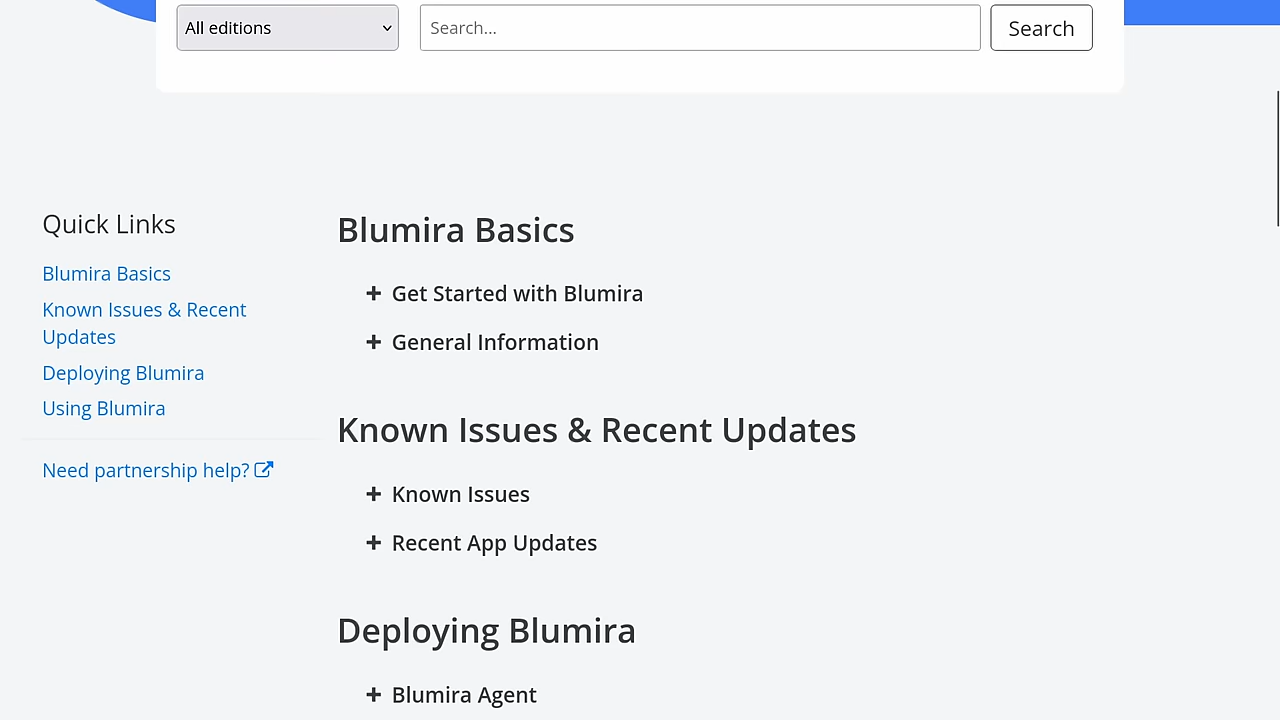 All editions
Search...
Search
Quick Links
Blumira Basics
Known Issues & Recent
Updates
Deploying Blumira
Using Blumira
Need partnership help?
Blumira Basics
Get Started with Blumira
General Information
Known Issues & Recent Updates
Known Issues
Recent App Updates
Deploying Blumira
Blumira Agent